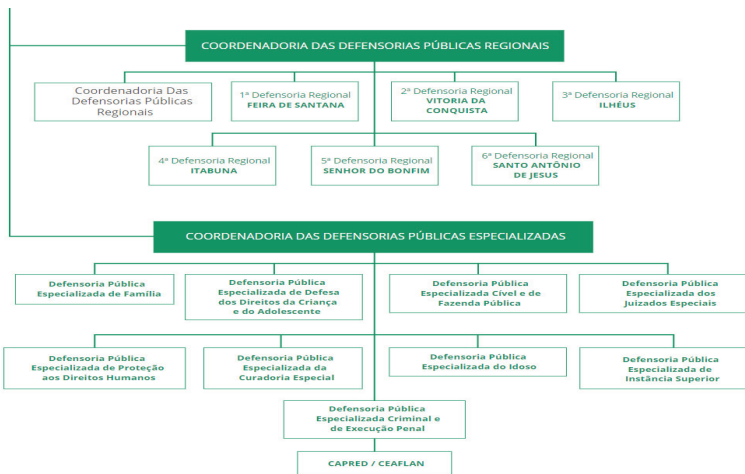 COORDENADORIA DAS DEFENSORIAS PÚBLICAS REGIONAIS
Coordenadoria Das
Defensorias Públicas
Regionais
1ª Defensoria Regional
FEIRA DE SANTANA
2ª Defensoria Regional
VITORIA DA
CONQUISTA
3ª Defensoria Regional
ILHÉUS
4ª Defensoria Regional
ITABUNA
5ª Defensoria Regional
SENHOR DO BONFIM
6ª Defensoria Regional
SANTO ANTÔNIO
DE JESUS
COORDENADORIA DAS DEFENSORIAS PÚBLICAS ESPECIALIZADAS
Defensoria Pública
Especializada de Família
Defensoria Pública
Especializada de Defesa
dos Direitos da Criança
e do Adolescente
Defensoria Pública
Especializada Cível e de
Fazenda Pública
Defensoria Pública
Especializada dos
Juizados Especiais
Defensoria Pública
Especializada de Proteção
aos Direitos Humanos
Defensoria Pública
Especializada da
Curadoria Especial
Defensoria Pública
Especializada do Idoso
Defensoria Pública
Especializada de
Instância Superior
Defensoria Pública
Especializada Criminal e
de Execução Penal
CAPRED / CEAFLAN